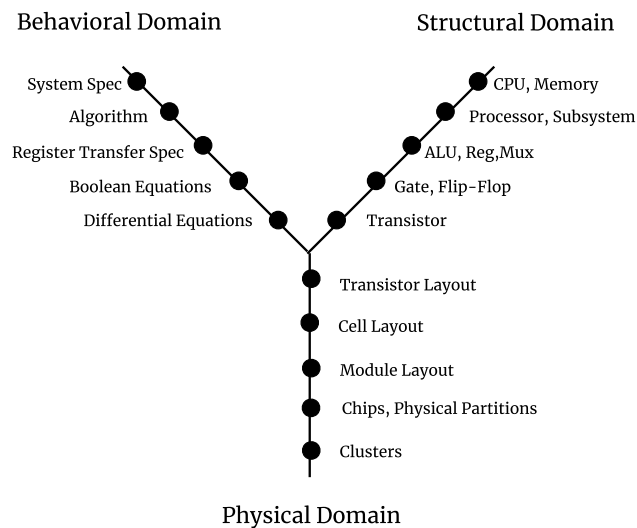 Behavioral Domain
Structural Domain
System Spec
CPU, Memory
Algorithm
Processor, Subsystem
Register Transfer Spec
ALU, Reg,Mux
Boolean Equations
Gate, Flip-Flop
Differential Equations
Transistor
Transistor Layout
Cell Layout
Module Layout
Chips, Physical Partitions
Clusters
Physical Domain